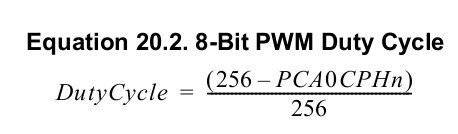 Equation 20.2. 8-Bit PWM Duty Cycle
DutyCycle = (256 – PCA0CPHn)
256